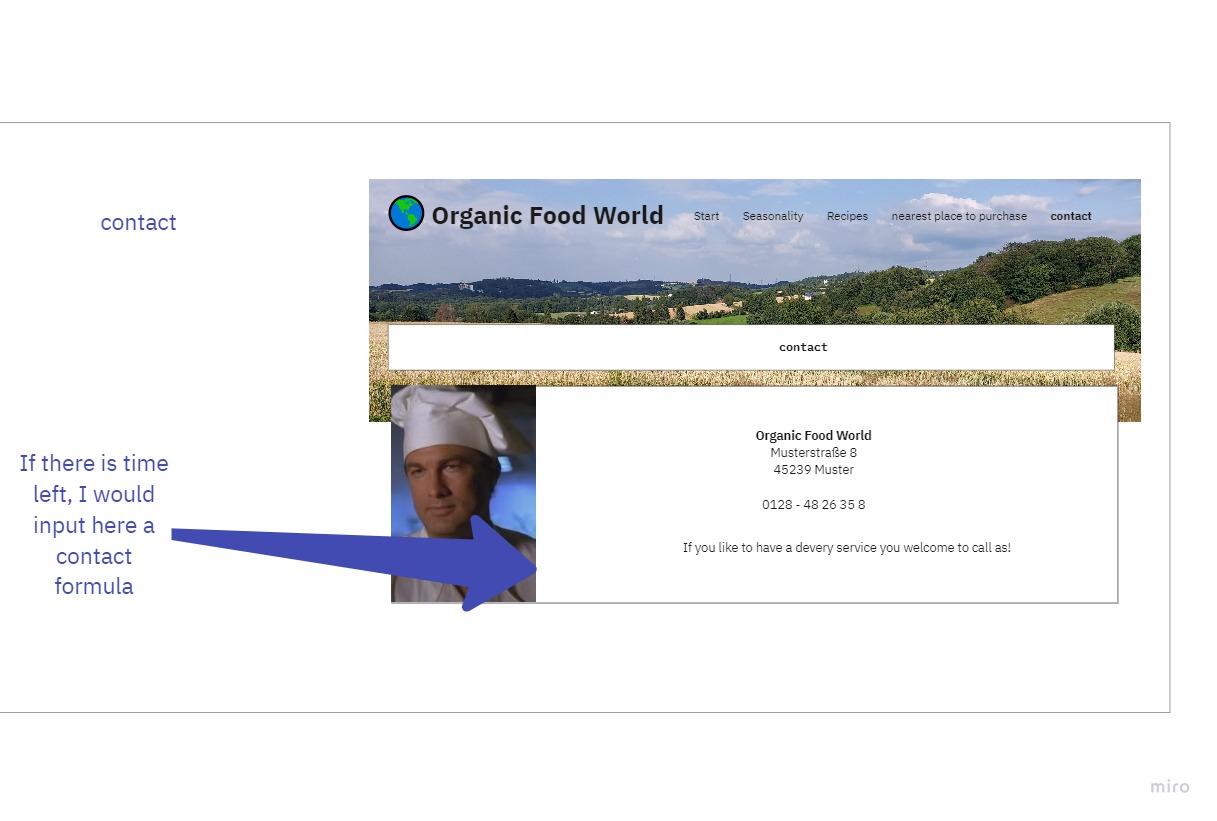 contact
Organic Food World
Start Seasonality Recipes nearest place to purchase contact
contact
If there is time
left, I would
input here a
contact
formula
Organic Food World
Musterstraße 8
45239 Muster
0128 - 48 26 35 8
If you like to have a devery service you welcome to call as!
miro